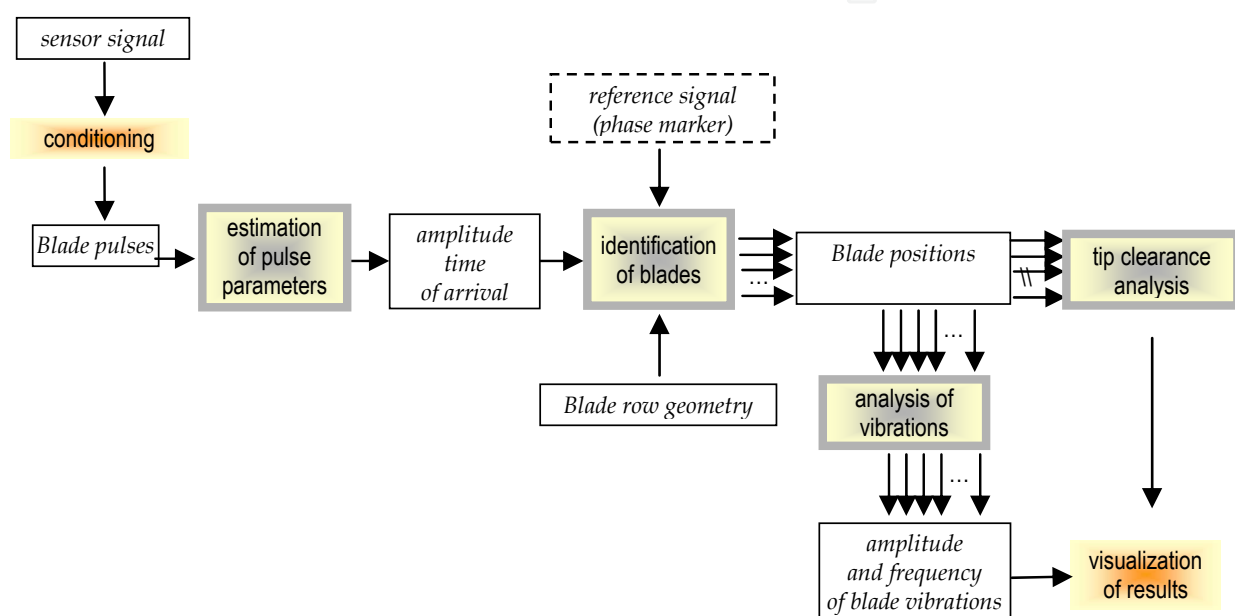 sensor signal
conditioning
Blade pulses
estimation
of pulse
parameters
amplitude
time
of arrival
reference signal
(phase marker)
identification
of blades
Blade row geometry
...
Blade positions
\\
tip clearance
analysis
...
analysis of
vibrations
...
amplitude
and frequency
of blade vibrations
visualization
of results